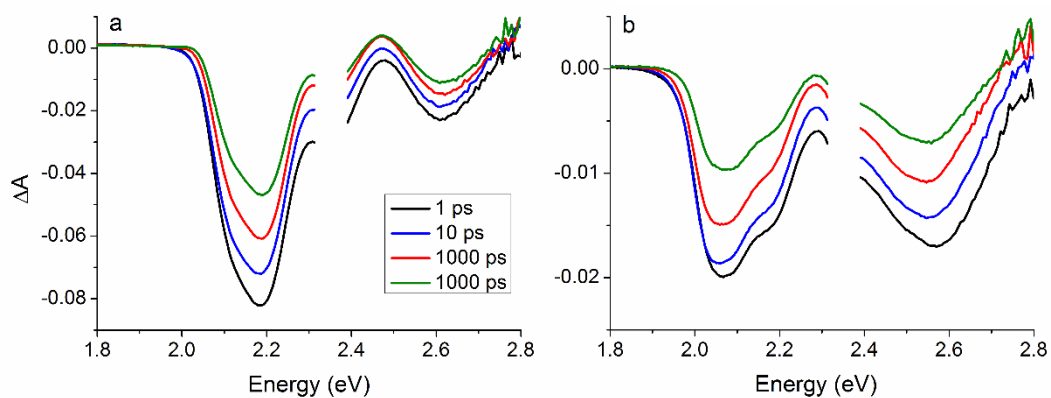 a
0.00
-0.02
-0.04
-0.06
-0.08
ΔA
1 ps
10 ps
1000 ps
1000 ps
1.8 2.0 2.2 2.4 2.6 2.8
Energy (eV)
b
0.00
-0.01
-0.02
1.8 2.0 2.2 2.4 2.6 2.8
Energy (eV)